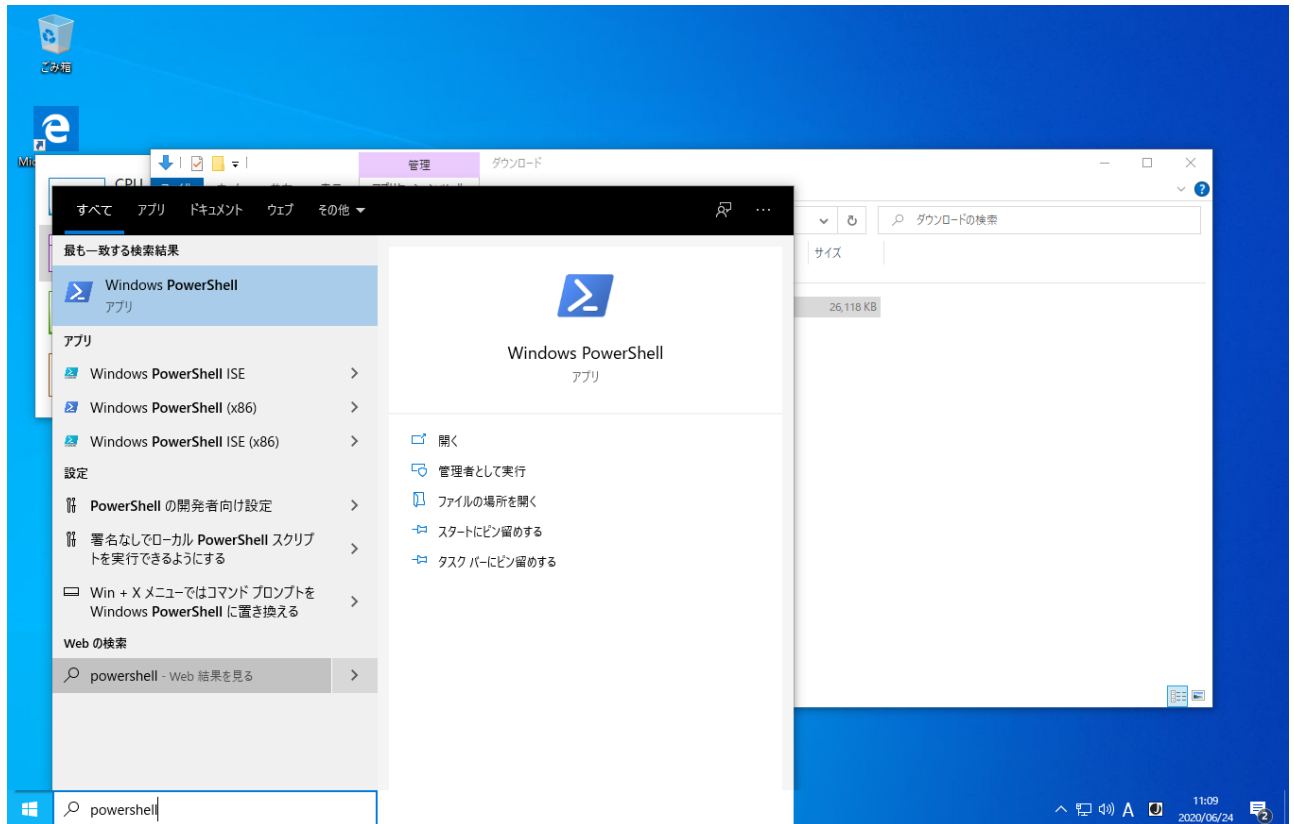 ごみ箱
Mic
CPU
管理
ダウンロード
ダウンロードの検索
すべて
アプリ
ドキュメント
ウェブ
その他
サイズ
26,118 KB
最も一致する検索結果
Windows PowerShell
アプリ
アプリ
Windows PowerShell ISE
Windows PowerShell (x86)
Windows PowerShell ISE (x86)
設定
PowerShell の開発者向け設定
署名なしでローカル PowerShell スクリプ
トを実行できるようにする
Win + X メニューではコマンド プロンプトを
Windows PowerShell に置き換える
Web の検索
powershell - Web 結果を見る
Windows PowerShell
アプリ
開く
管理者として実行
ファイルの場所を開く
スタートにピン留めする
タスク バーにピン留めする
powershell
A
11:09
2020/06/24
2